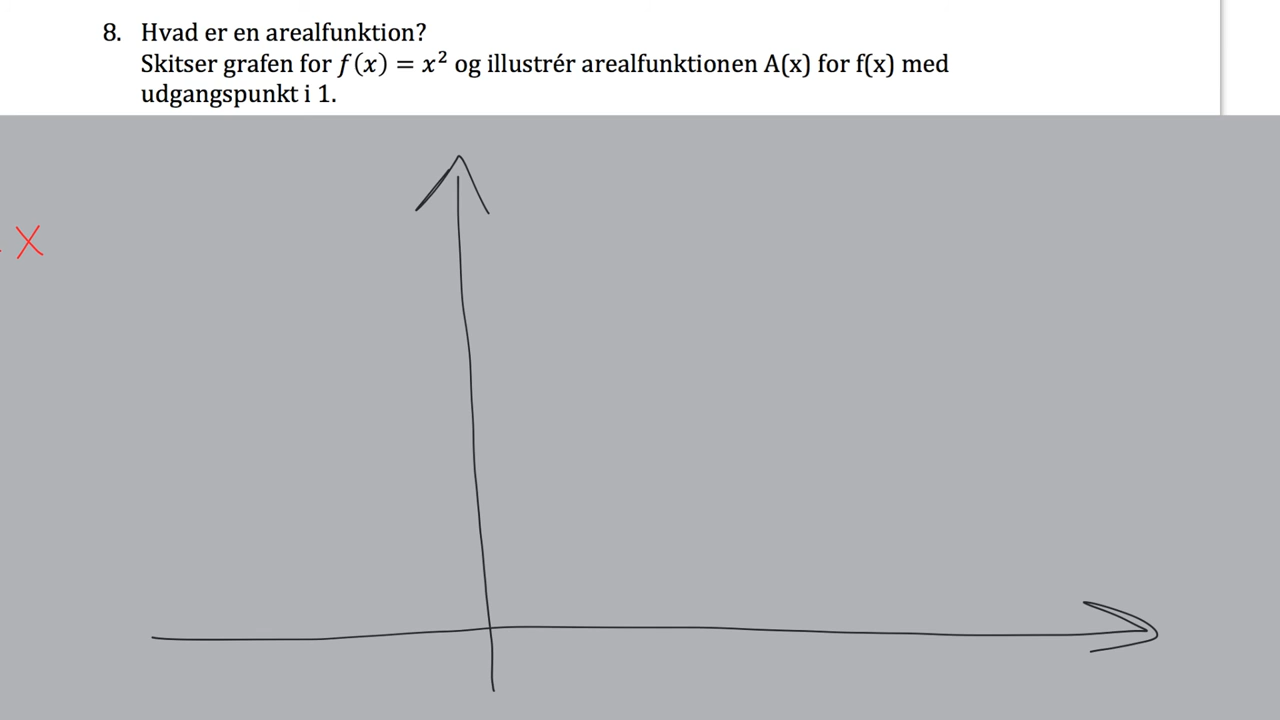 8. Hvad er en arealfunktion?
Skitser grafen for f(x) = x² og illustrér arealfunktionen A(x) for f(x) med
udgangspunkt i 1.
X